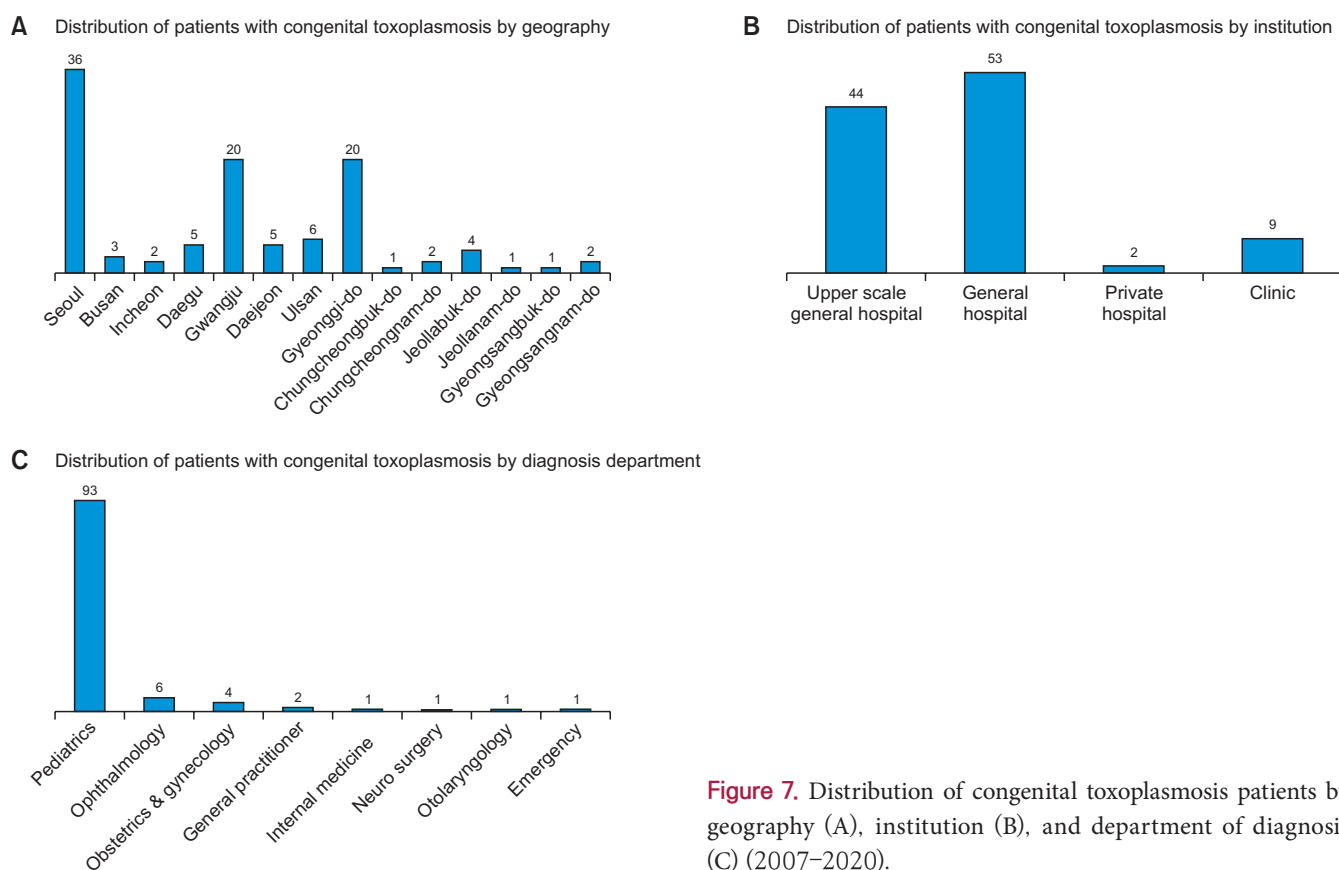 A Distribution of patients with congenital toxoplasmosis by geography
36
3
2
5
20
5
6
20
1
2
4
1
1
2
Seoul
Busan
Incheon
Daegu
Gwangju
Daejeon
Ulsan
Gyeonggi-do
Chungcheongbuk-do
Chungcheongnam-do
Jeollabuk-do
Jeollanam-do
Gyeongsangbuk-do
Gyeongsangnam-do
B Distribution of patients with congenital toxoplasmosis by institution
44
53
2
9
Upper scale
general hospital
General
hospital
Private
hospital
Clinic
C Distribution of patients with congenital toxoplasmosis by diagnosis department
93
6
4
2
1
1
1
1
Pediatrics
Ophthalmology
Obstetrics & gynecology
General practitioner
Internal medicine
Neuro surgery
Otolaryngology
Emergency
Figure 7. Distribution of congenital toxoplasmosis patients by
geography (A), institution (B), and department of diagnosi
(C) (2007–2020).